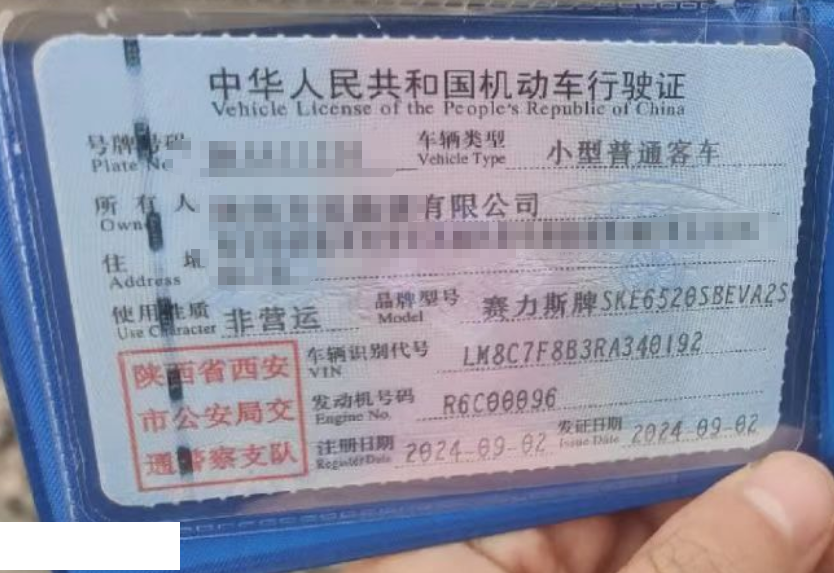 中华人民共和国机动车行驶证
Vehicle License of the People's Republic of China
号牌号码 车辆类型 小型普通客车
Plate No. Vehicle Type
所有人 有限公司
Owner
住址
Address
使用性质 非营运 品牌型号 赛力斯牌SKE6520SBEVA2S
Use Character Model
陕西省西安
市公安局交
通警察支队
车辆识别代号 LM8C7F8B3RA340192
VIN
发动机号码 R6C00096
Engine No.
注册日期 2024-09-02 发证日期 2024-09-02
Register Date Issue Date